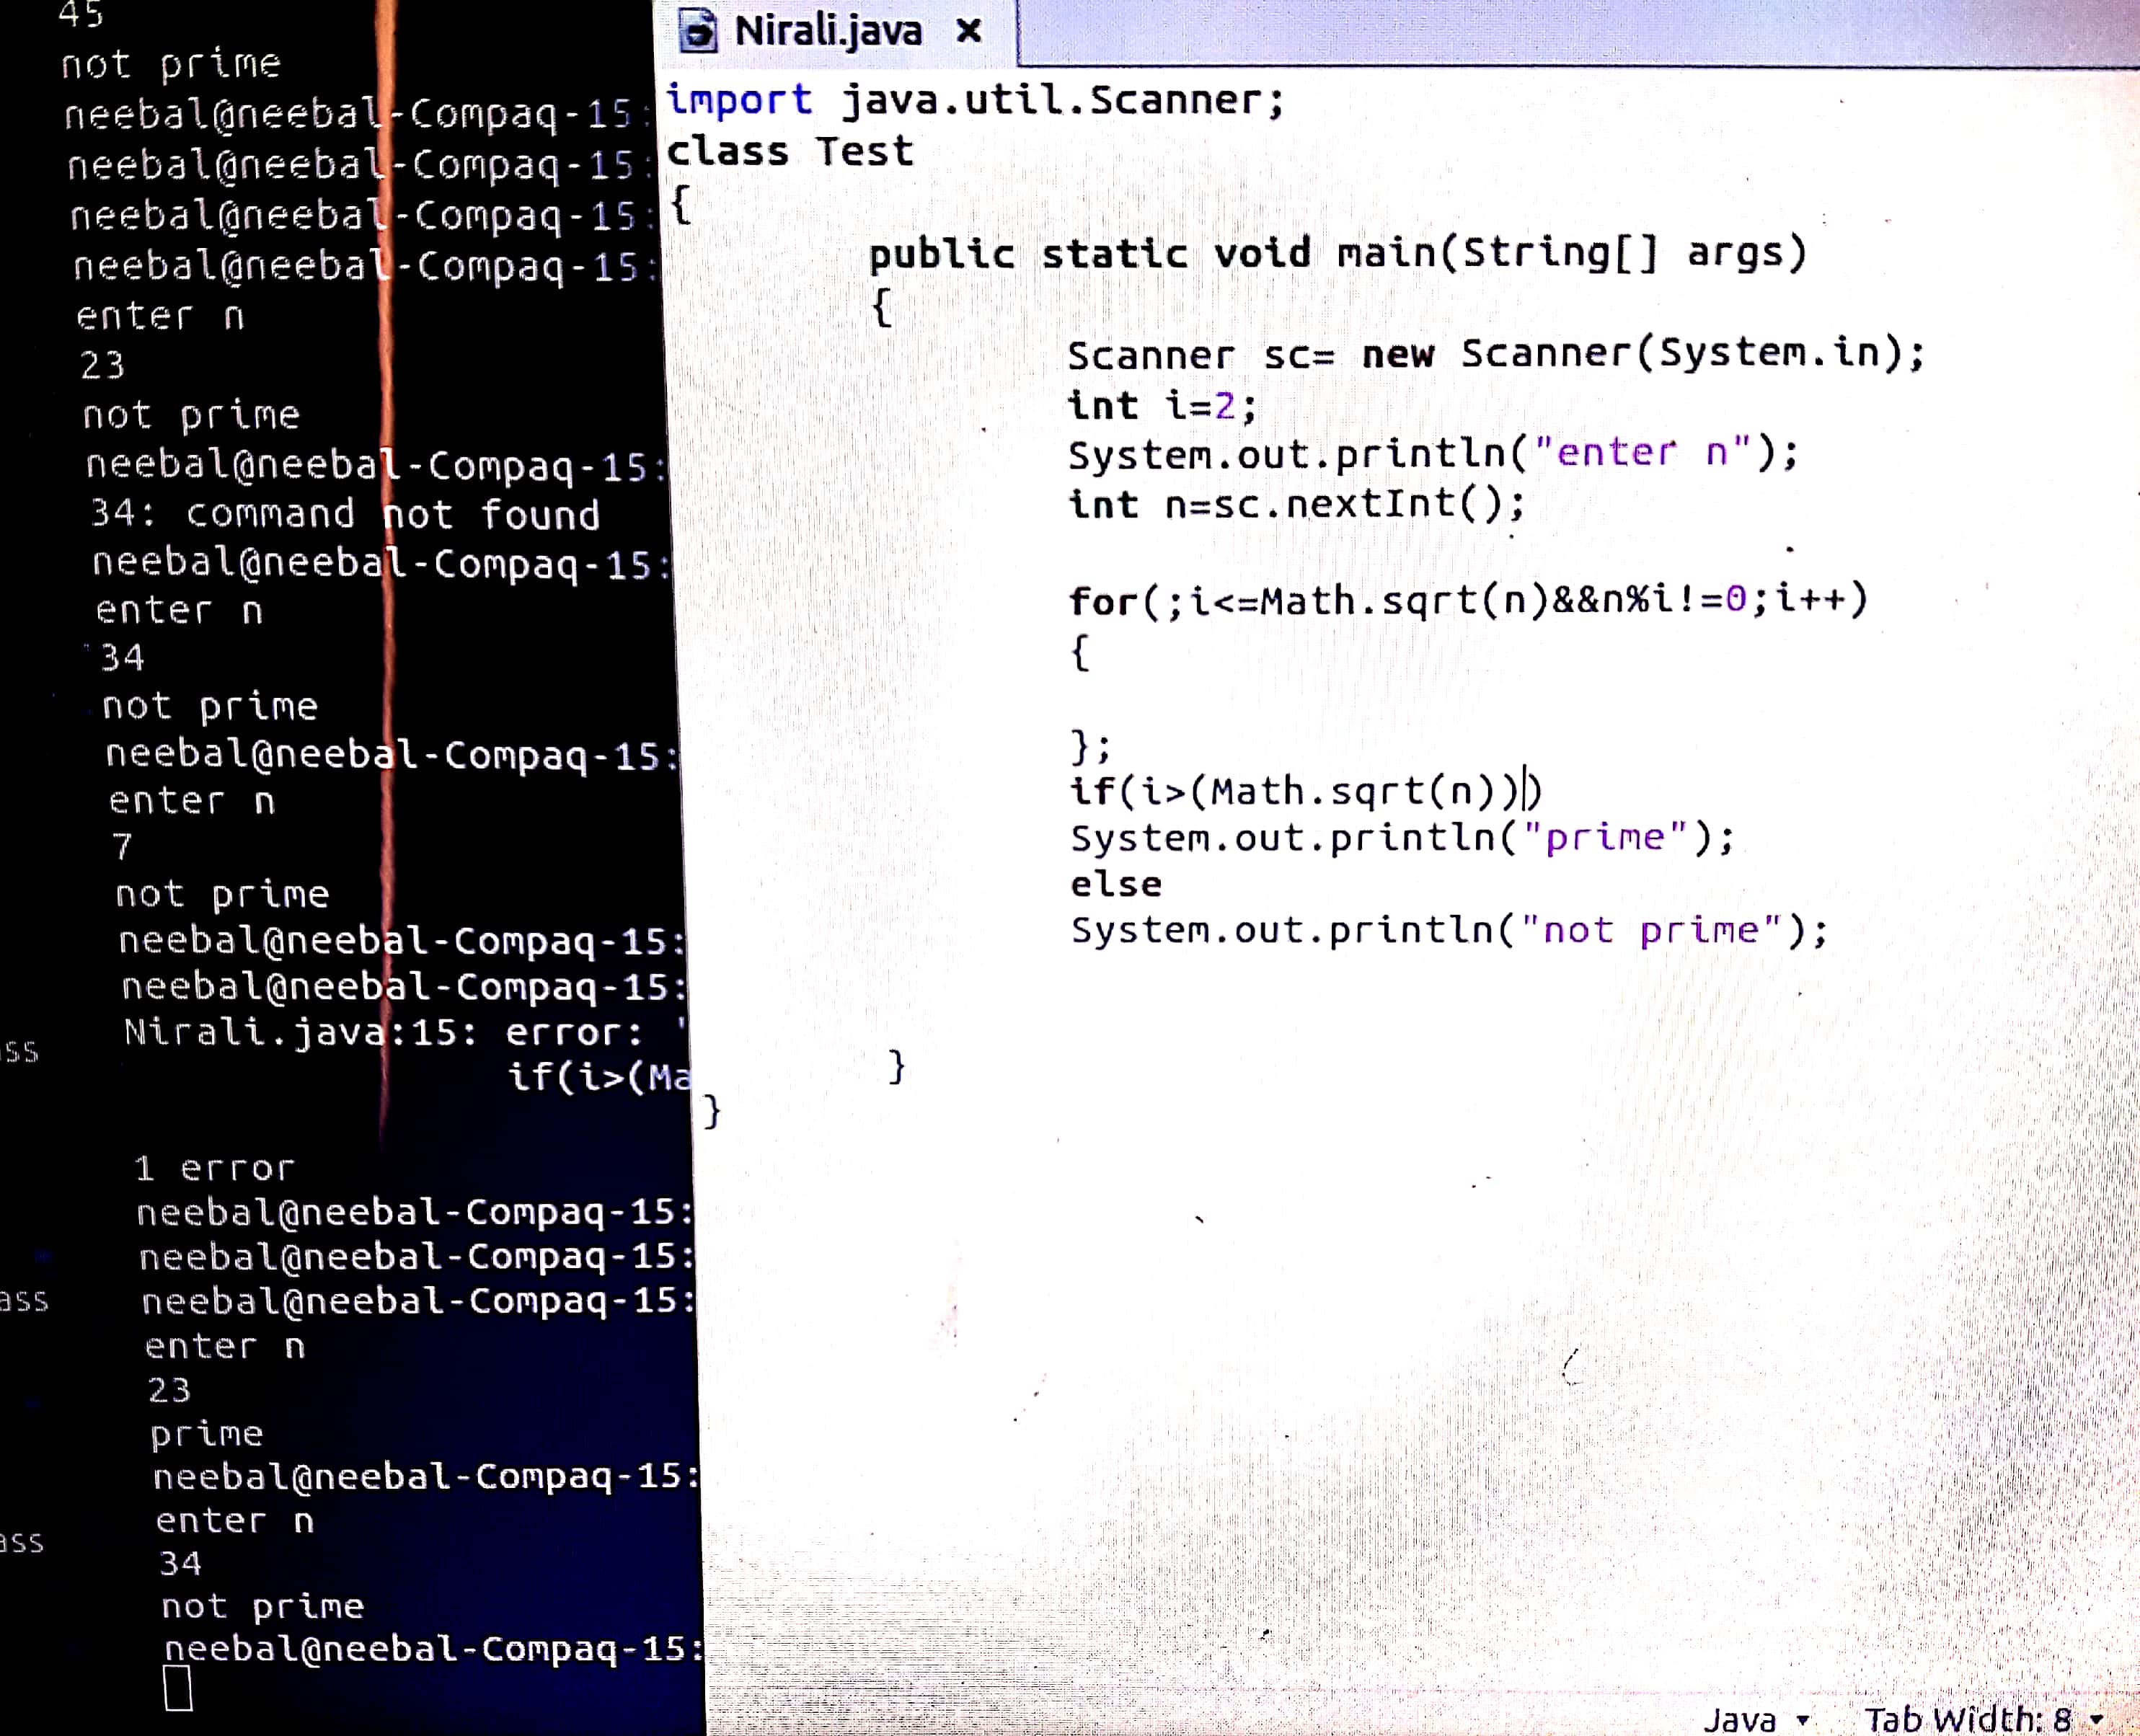 45
not prime
neebal@neebal-Compaq-15:
neebal@neebal-Compaq-15:
neebal@neebal-Compaq-15:
neebal@neebal-Compaq-15:
enter n
23
not prime
neebal@neebal-Compaq-15:
34: command not found
neebal@neebal-Compaq-15:
enter n
34
not prime
neebal@neebal-Compaq-15:
enter n
7
not prime
neebal@neebal-Compaq-15:
neebal@neebal-Compaq-15:
Nirali.java:15: error: '
if(i>(Ma
1 error
neebal@neebal-Compaq-15:
neebal@neebal-Compaq-15:
neebal@neebal-Compaq-15:
enter n
23
prime
neebal@neebal-Compaq-15:
enter n
34
not prime
neebal@neebal-Compaq-15:
ss
ass
ass
Nirali.java ×
import java.util.Scanner;
class Test
{
public static void main(String[] args)
{
Scanner sc= new Scanner(System.in);
int i=2;
System.out.println("enter n");
int n=sc.nextInt();
for(;i<=Math.sqrt(n)&&n%i!=0;i++)
{
};
if(i>(Math.sqrt(n)))
System.out.println("prime");
else
System.out.println("not prime");
}
}
Java Tab Width: 8